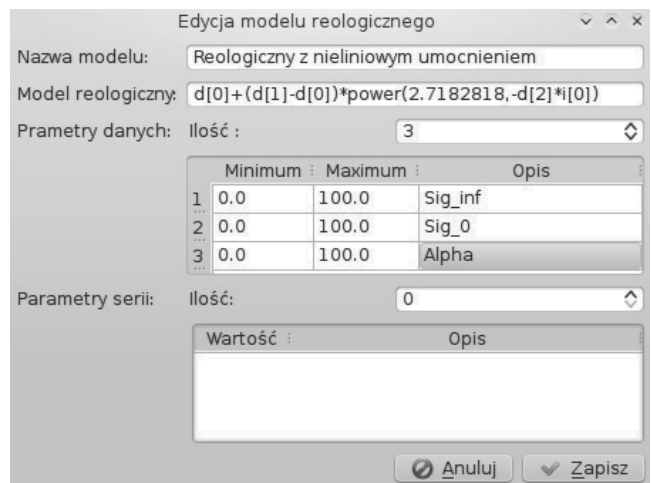 Edycja modelu reologicznego
Nazwa modelu: Reologiczny z nieliniowym umocnieniem
Model reologiczny: d[0]+(d[1]-d[0])*power(2.7182818,-d[2]*i[0])
Prametry danych: Ilość : 3
Minimum Maximum Opis
1 0.0 100.0 Sig_inf
2 0.0 100.0 Sig_0
3 0.0 100.0 Alpha
Parametry serii: Ilość: 0
Wartość Opis
Anuluj Zapisz